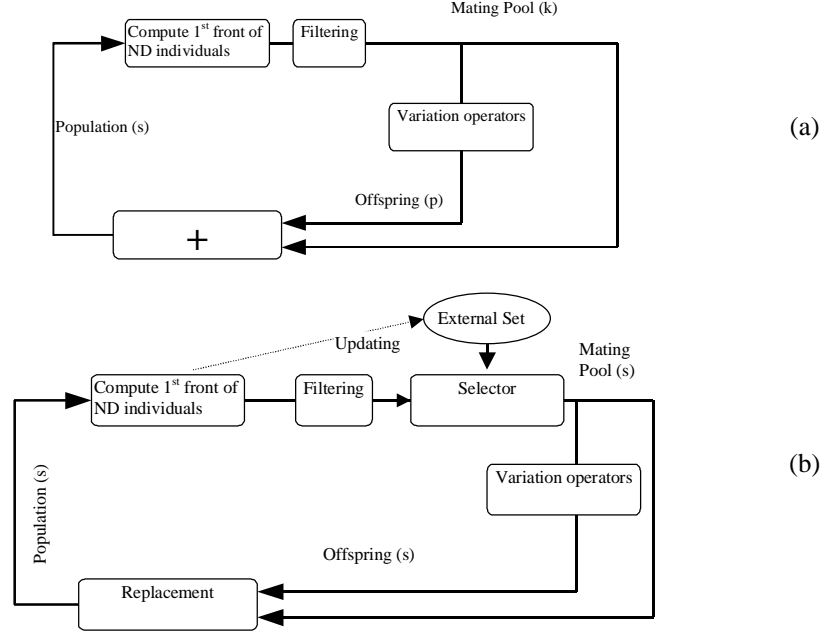 Mating Pool (k)
Compute 1st front of
ND individuals
Filtering
Population (s)
Variation operators
(a)
Offspring (p)
+
External Set
Updating
Mating
Pool (s)
Compute 1st front of
ND individuals
Filtering
Selector
(b)
Variation operators
Population (s)
Offspring (s)
Replacement